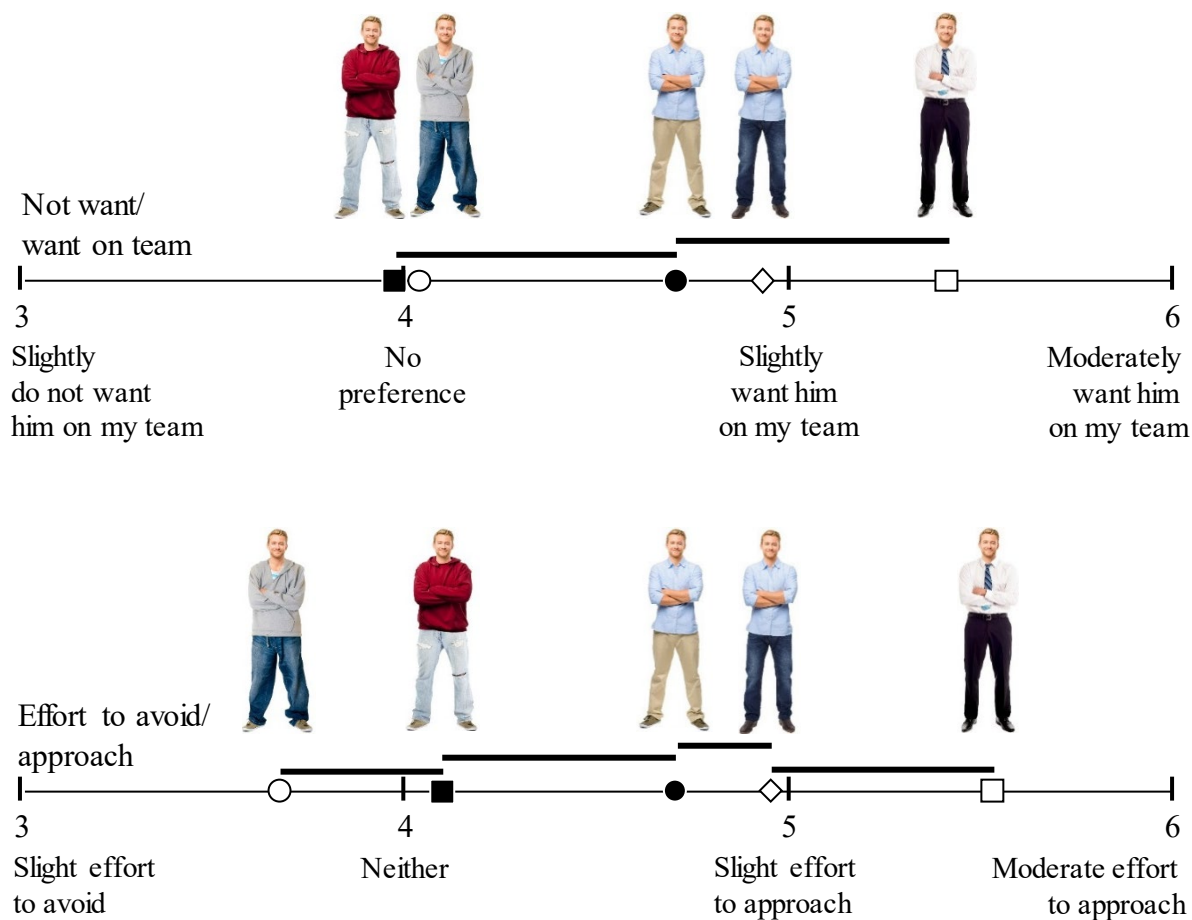 Not want/
want on team
3 4 5 6
Slightly No Slightly Moderately
do not want preference want him want him
him on my team on my team on my team
Effort to avoid/
approach
3 4 5 6
Slight effort Neither Slight effort Moderate effort
to avoid to approach to approach